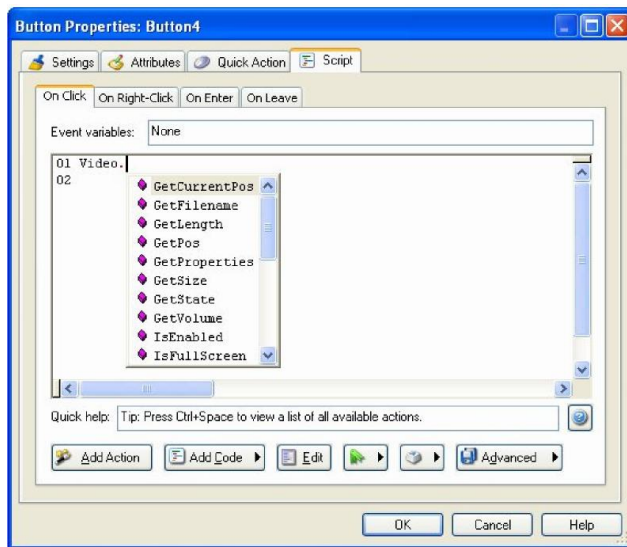 Button Properties: Button4
Settings Attributes Quick Action Script
On Click On Right-Click On Enter On Leave
Event variables: None
01 Video.
02
GetCurrentPos
GetFilename
GetLength
GetPos
GetProperties
GetSize
GetState
GetVolume
IsEnabled
IsFullScreen
Quick help: Tip: Press Ctrl+Space to view a list of all available actions.
Add Action Add Code Edit Advanced
OK Cancel Help